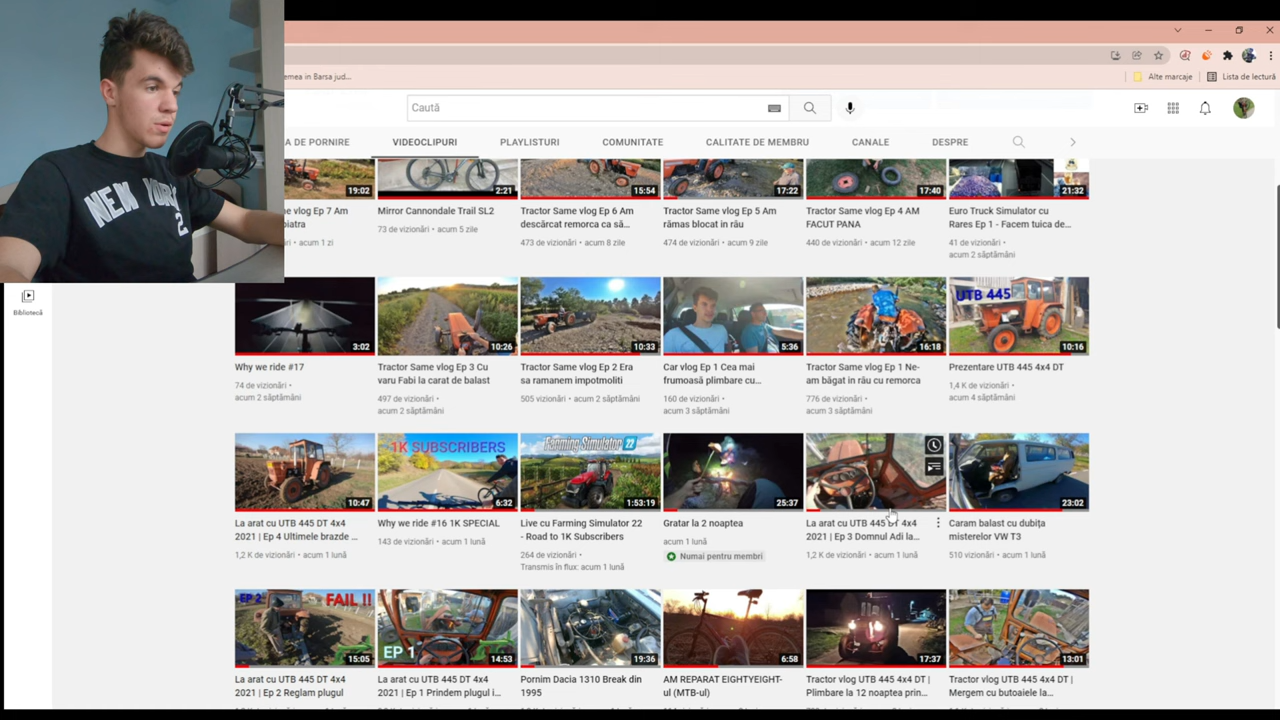 emea in Barsa jud...
Alte marcaje
Lista de lectură
Caută
A DE PORNIRE
VIDEOCLIPURI
PLAYLISTURI
COMUNITATE
CALITATE DE MEMBRU
CANALE
DESPRE
NEW YORK
2
19:02
2:21
15:54
17:22
17:40
21:32
e vlog Ep 7 Am
piatra
ri • acum 1 zi
Mirror Cannondale Trail SL2
73 de vizionări • acum 5 zile
Tractor Same vlog Ep 6 Am
descărcat remorca ca să...
473 de vizionări • acum 8 zile
Tractor Same vlog Ep 5 Am
rămas blocat in râu
474 de vizionări • acum 9 zile
Tractor Same vlog Ep 4 AM
FACUT PANA
440 de vizionări • acum 12 zile
Euro Truck Simulator cu
Rares Ep 1 - Facem tuica de...
41 de vizionări •
acum 2 săptămâni
Bibliotecă
3:02
10:26
10:33
5:36
16:18
UTB 445
10:16
Why we ride #17
74 de vizionări •
acum 2 săptămâni
Tractor Same vlog Ep 3 Cu
varu Fabi la carat de balast
497 de vizionări •
acum 2 săptămâni
Tractor Same vlog Ep 2 Era
sa ramanem impotmoliti
505 vizionări • acum 2 săptămâni
Car vlog Ep 1 Cea mai
frumoasă plimbare cu...
160 de vizionări •
acum 3 săptămâni
Tractor Same vlog Ep 1 Ne-
am băgat in râu cu remorca
776 de vizionări •
acum 3 săptămâni
Prezentare UTB 445 4x4 DT
1,4 K de vizionări •
acum 4 săptămâni
10:47
1K SUBSCRIBERS
6:32
Farming Simulator 22
1:53:19
25:37
23:02
La arat cu UTB 445 DT 4x4
2021 | Ep 4 Ultimele brazde ...
1,2 K de vizionări • acum 1 lună
Why we ride #16 1K SPECIAL
143 de vizionări • acum 1 lună
Live cu Farming Simulator 22
- Road to 1K Subscribers
264 de vizionări •
Transmis în flux: acum 1 lună
Gratar la 2 noaptea
acum 1 lună
Numai pentru membri
La arat cu UTB 445 DT 4x4
2021 | Ep 3 Domnul Adi la...
1,2 K de vizionări • acum 1 lună
Caram balast cu dubița
misterelor VW T3
510 vizionări • acum 1 lună
EP 2
FAIL !!
15:05
EP 1
14:53
19:36
6:58
17:37
13:01
La arat cu UTB 445 DT 4x4
2021 | Ep 2 Reglam plugul
La arat cu UTB 445 DT 4x4
2021 | Ep 1 Prindem plugul i...
Pornim Dacia 1310 Break din
1995
AM REPARAT EIGHTYEIGHT-
ul (MTB-ul)
Tractor vlog UTB 445 4x4 DT |
Plimbare la 12 noaptea prin...
Tractor vlog UTB 445 4x4 DT |
Mergem cu butoaiele la...